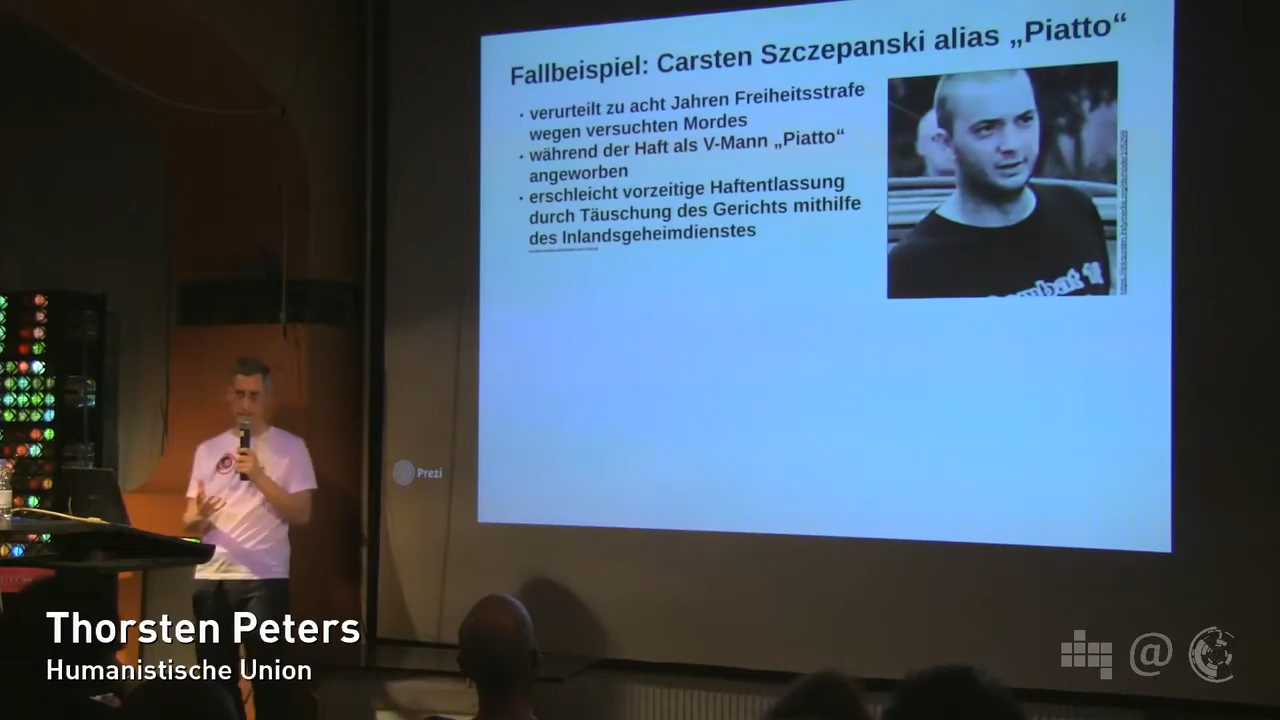 Fallbeispiel: Carsten Szczepanski alias „Piatto“
· verurteilt zu acht Jahren Freiheitsstrafe
wegen versuchten Mordes
· während der Haft als V-Mann „Piatto“
angeworben
· erschleicht vorzeitige Haftentlassung
durch Täuschung des Gerichts mithilfe
des Inlandsgeheimdienstes
Prezi
Thorsten Peters
Humanistische Union
@